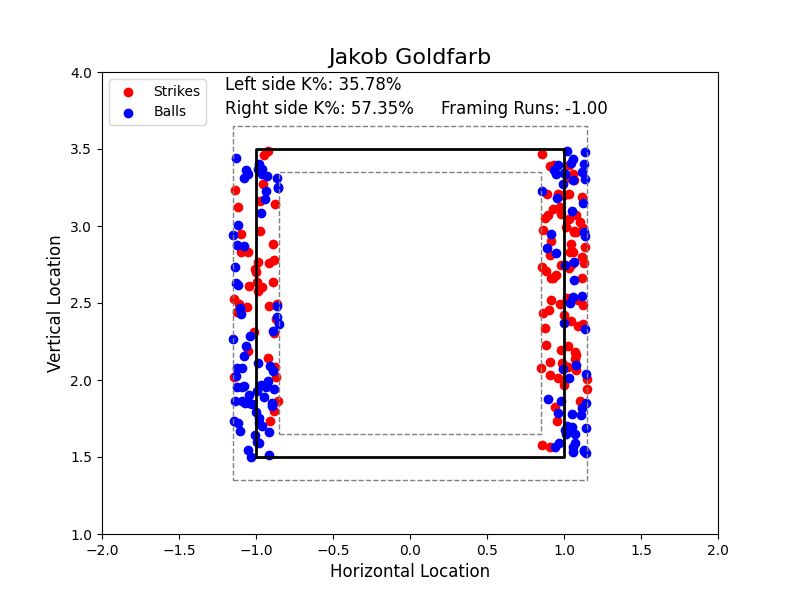 Jakob Goldfarb
Strikes
Balls
Left side K%: 35.78%
Right side K%: 57.35%
Framing Runs: -1.00
4.0
3.5
3.0
2.5
2.0
1.5
1.0
Vertical Location
−2.0 −1.5 −1.0 −0.5 0.0 0.5 1.0 1.5 2.0
Horizontal Location